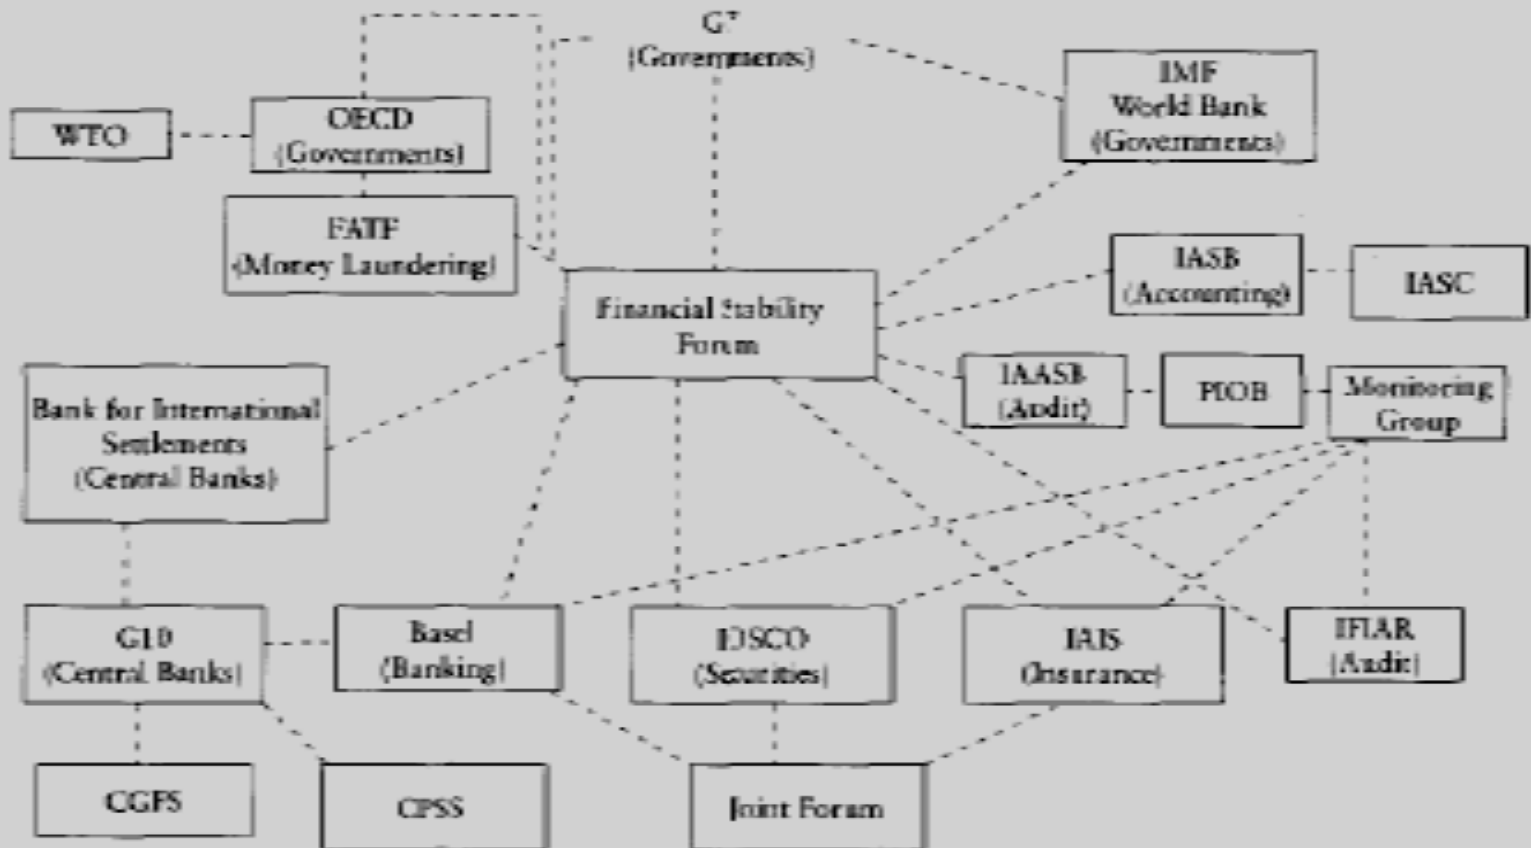 G7
(Governments)
IMF
World Bank
(Governments)
WTO
OECD
(Governments)
FATF
(Money Laundering)
IASB
(Accounting)
IASC
Financial Stability
Forum
IAASB
(Audit)
PIOB
Monitoring
Group
Bank for International
Settlements
(Central Banks)
G10
(Central Banks)
Basel
(Banking)
IOSCO
(Securities)
IAIS
(Insurance)
IFIAR
(Audit)
CGFS
CPSS
Joint Forum